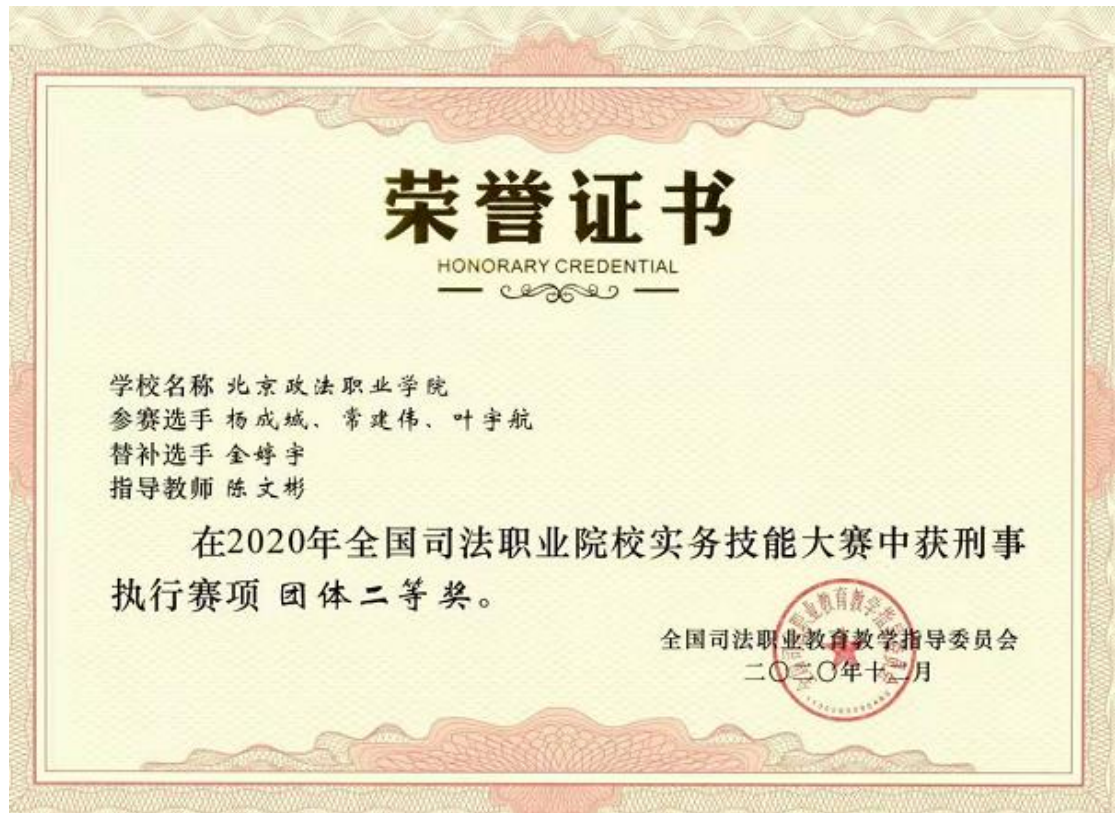 荣誉证书
HONORARY CREDENTIAL
学校名称 北京政法职业学院
参赛选手 杨成城、常建伟、叶宇航
替补选手 金婷宇
指导教师 陈文彬
在2020年全国司法职业院校实务技能大赛中获刑事
执行赛项 团体二等奖。
全国司法职业教育教学指导委员会
二〇二〇年十二月